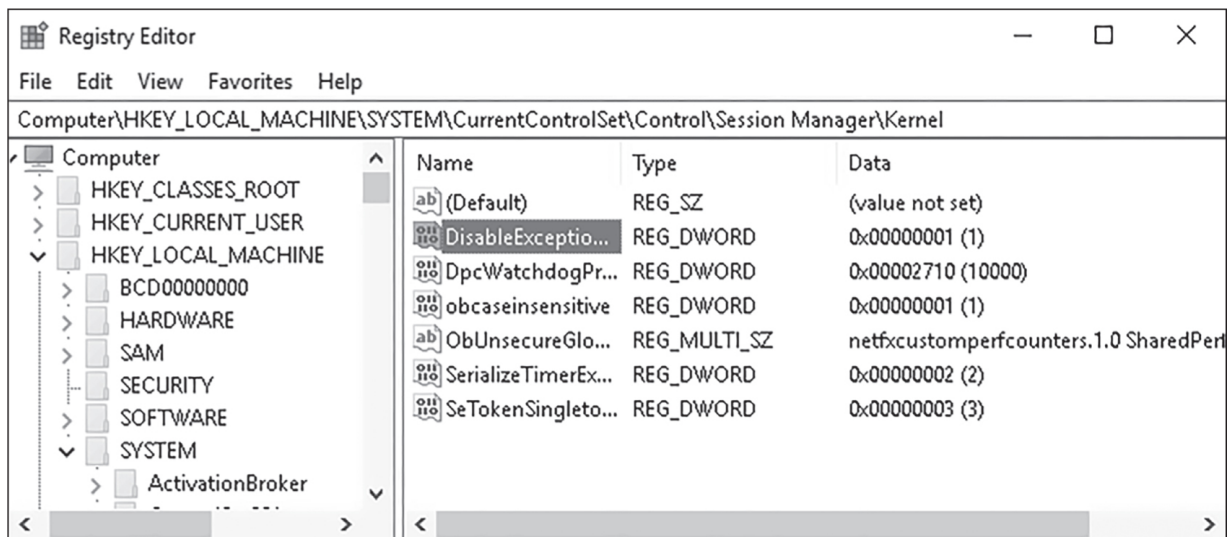 Registry Editor
File Edit View Favorites Help
Computer\HKEY_LOCAL_MACHINE\SYSTEM\CurrentControlSet\Control\Session Manager\Kernel
Computer
HKEY_CLASSES_ROOT
HKEY_CURRENT_USER
HKEY_LOCAL_MACHINE
BCD00000000
HARDWARE
SAM
SECURITY
SOFTWARE
SYSTEM
ActivationBroker
Name Type Data
(Default) REG_SZ (value not set)
DisableExceptio... REG_DWORD 0x00000001 (1)
DpcWatchdogPr... REG_DWORD 0x00002710 (10000)
obcaseinsensitive REG_DWORD 0x00000001 (1)
ObUnsecureGlo... REG_MULTI_SZ netfxcustomperfcounters.1.0 SharedPerf
SerializeTimerEx... REG_DWORD 0x00000002 (2)
SeTokenSingleto... REG_DWORD 0x00000003 (3)